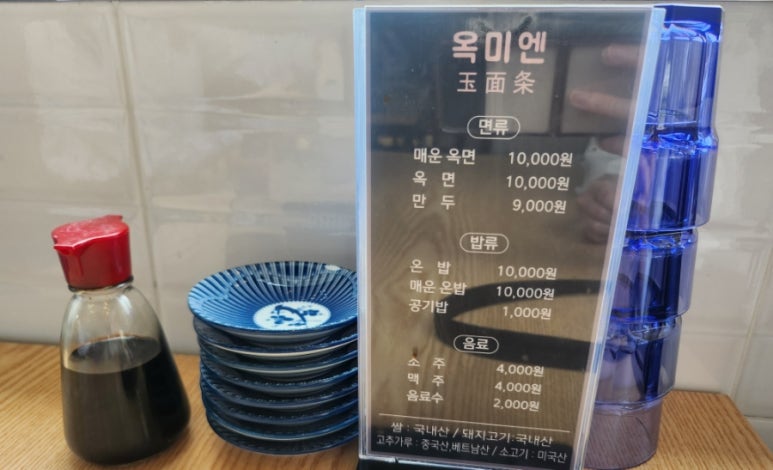 옥미엔
玉面条
면류
매운 옥면 10,000원
옥 면 10,000원
만 두 9,000원
밥류
온 밥 10,000원
매운 온밥 10,000원
공기밥 1,000원
음료
소 주 4,000원
맥 주 4,000원
음료수 2,000원
쌀 : 국내산 / 돼지고기:국내산
고추가루 : 중국산,베트남산 / 소고기 : 미국산